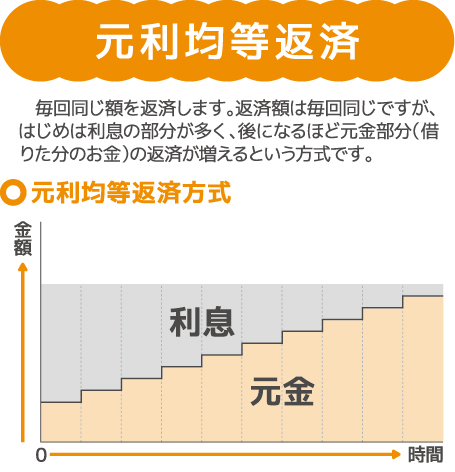 元利均等返済
毎回同じ額を返済します。返済額は毎回同じですが、
はじめは利息の部分が多く、後になるほど元金部分（借
りた分のお金）の返済が増えるという方式です。
元利均等返済方式
金額
利息
元金
0
時間